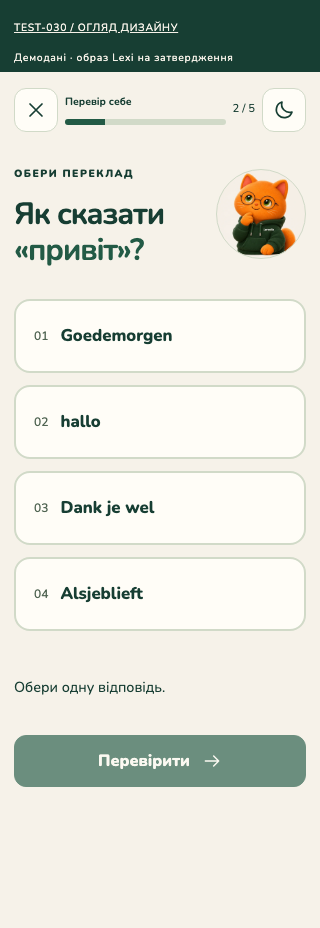 TEST-030 / ОГЛЯД ДИЗАЙНУ
Демодані · образ Lexi на затвердження
Перевір себе
2 / 5
ОБЕРИ ПЕРЕКЛАД
Як сказати
«привіт»?
01 Goedemorgen
02 hallo
03 Dank je wel
04 Alsjeblieft
Обери одну відповідь.
Перевірити →